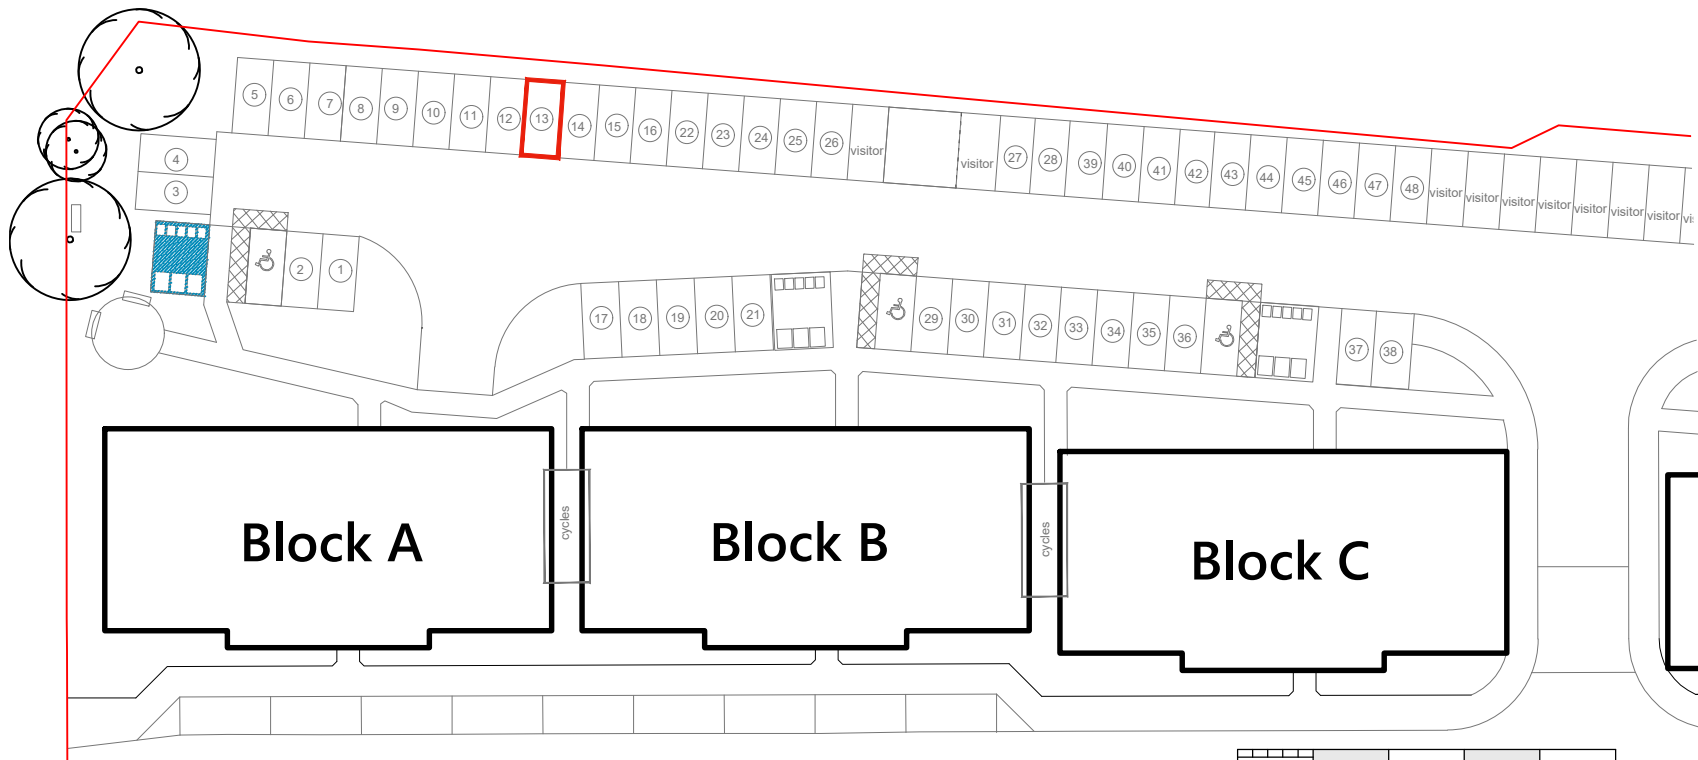 5 6 7 8 9 10 11 12 13 14 15 16 22 23 24 25 26 visitor visitor 27 28 39 40 41 42 43 44 45 46 47 48 visitor visitor visitor visitor visitor visitor visitor
4
3
2 1
17 18 19 20 21 29 30 31 32 33 34 35 36 37 38
cycles
cycles
Block A Block B Block C